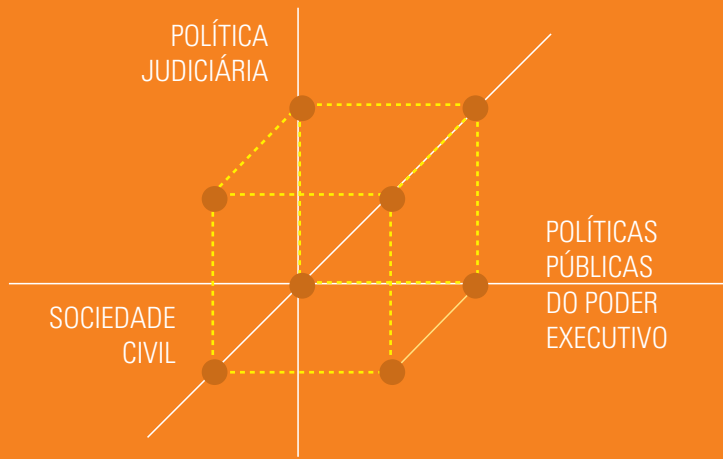 POLÍTICA
JUDICIÁRIA
POLÍTICAS
PÚBLICAS
DO PODER
EXECUTIVO
SOCIEDADE
CIVIL